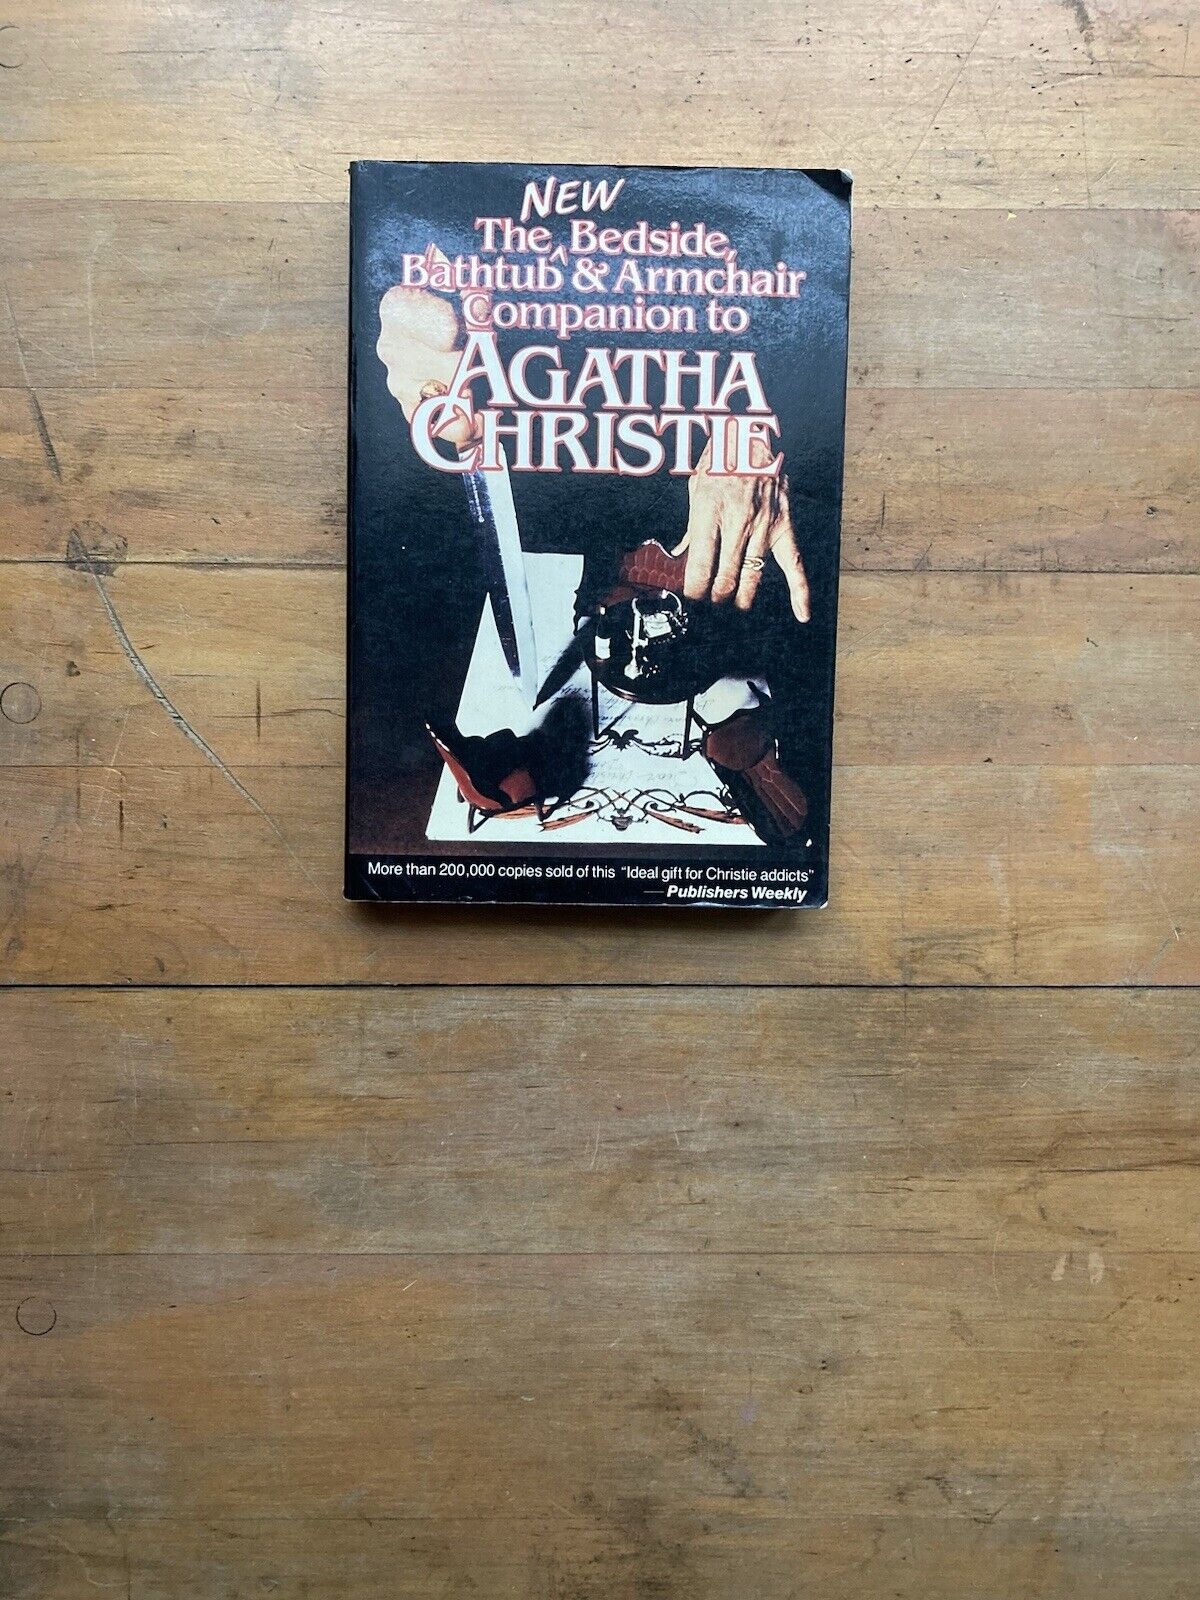 NEW
The ^ Bedside,
Bathtub & Armchair
Companion to
AGATHA
CHRISTIE
More than 200,000 copies sold of this "Ideal gift for Christie addicts"
—Publishers Weekly